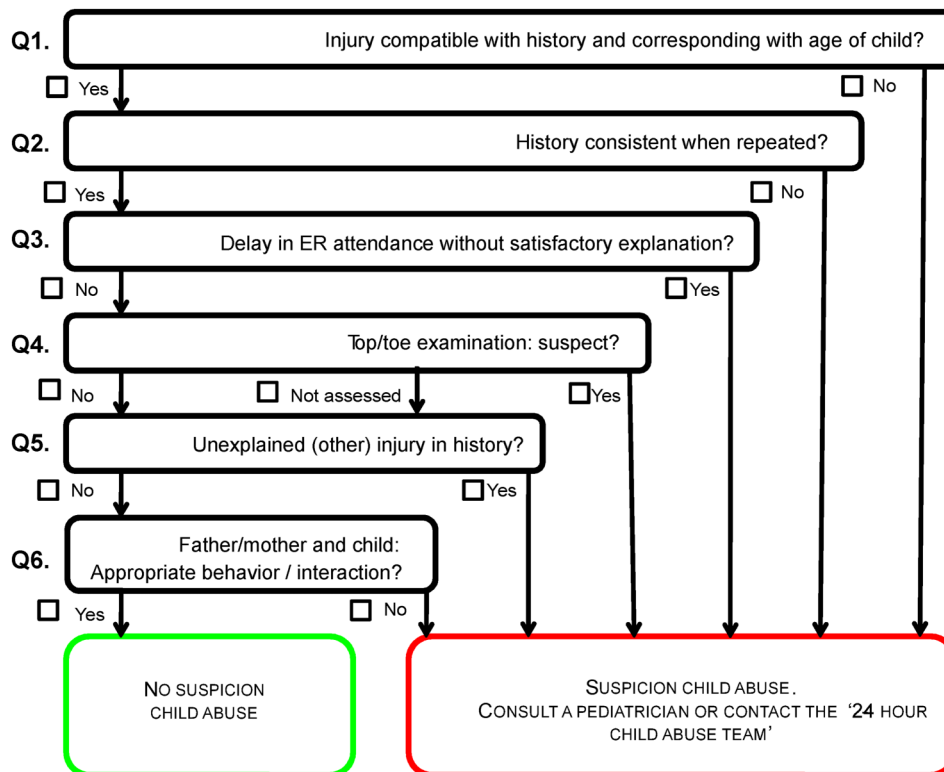 Q1.
Injury compatible with history and corresponding with age of child?
Yes
No
Q2.
History consistent when repeated?
Yes
No
Q3.
Delay in ER attendance without satisfactory explanation?
No
Yes
Q4.
Top/toe examination: suspect?
No
Not assessed
Yes
Q5.
Unexplained (other) injury in history?
No
Yes
Q6.
Father/mother and child:
Appropriate behavior / interaction?
Yes
No
NO SUSPICION
CHILD ABUSE
SUSPICION CHILD ABUSE.
CONSULT A PEDIATRICIAN OR CONTACT THE ‘24 HOUR
CHILD ABUSE TEAM’